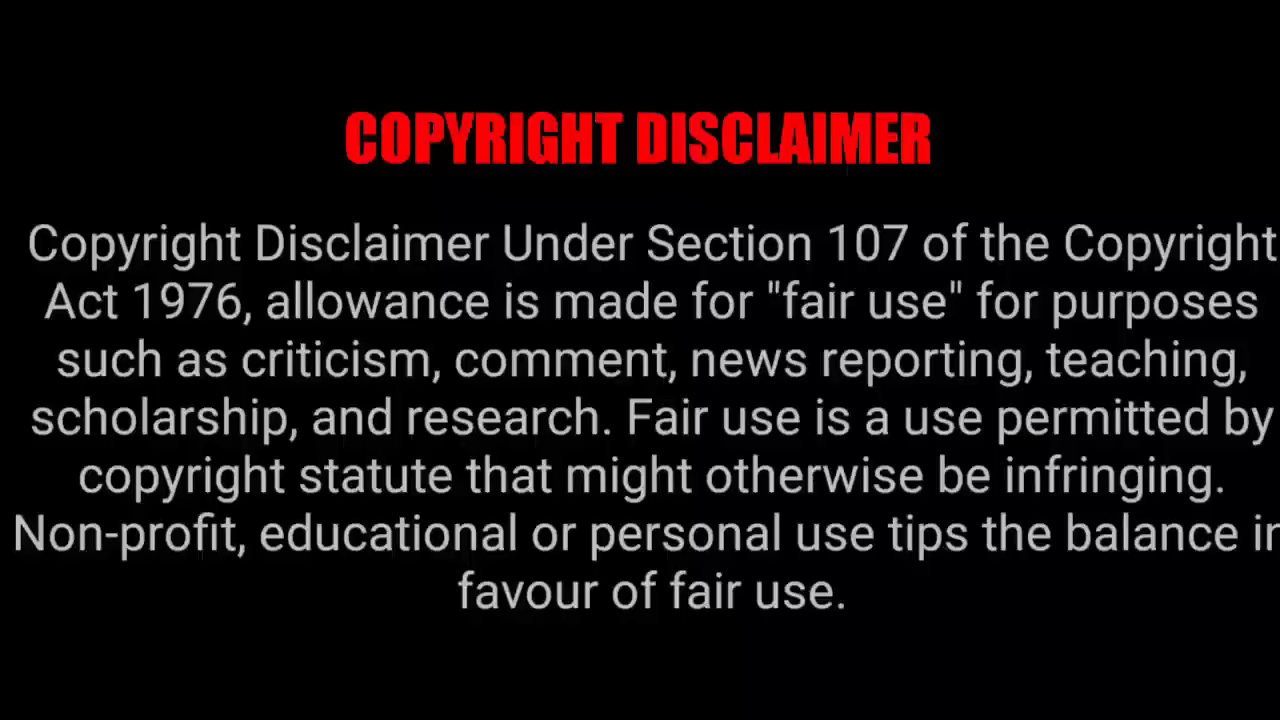 COPYRIGHT DISCLAIMER
Copyright Disclaimer Under Section 107 of the Copyright
Act 1976, allowance is made for "fair use" for purposes
such as criticism, comment, news reporting, teaching,
scholarship, and research. Fair use is a use permitted by
copyright statute that might otherwise be infringing.
Non-profit, educational or personal use tips the balance in
favour of fair use.